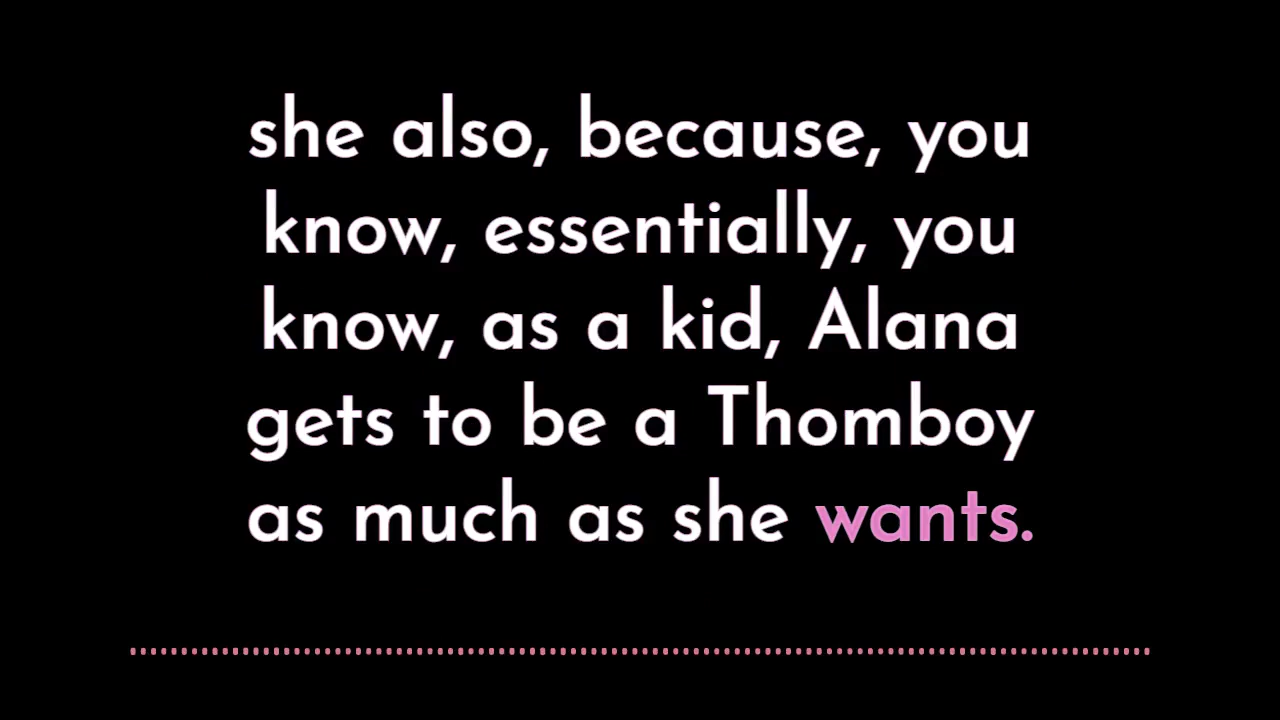 she also, because, you
know, essentially, you
know, as a kid, Alana
gets to be a Thomboy
as much as she wants.